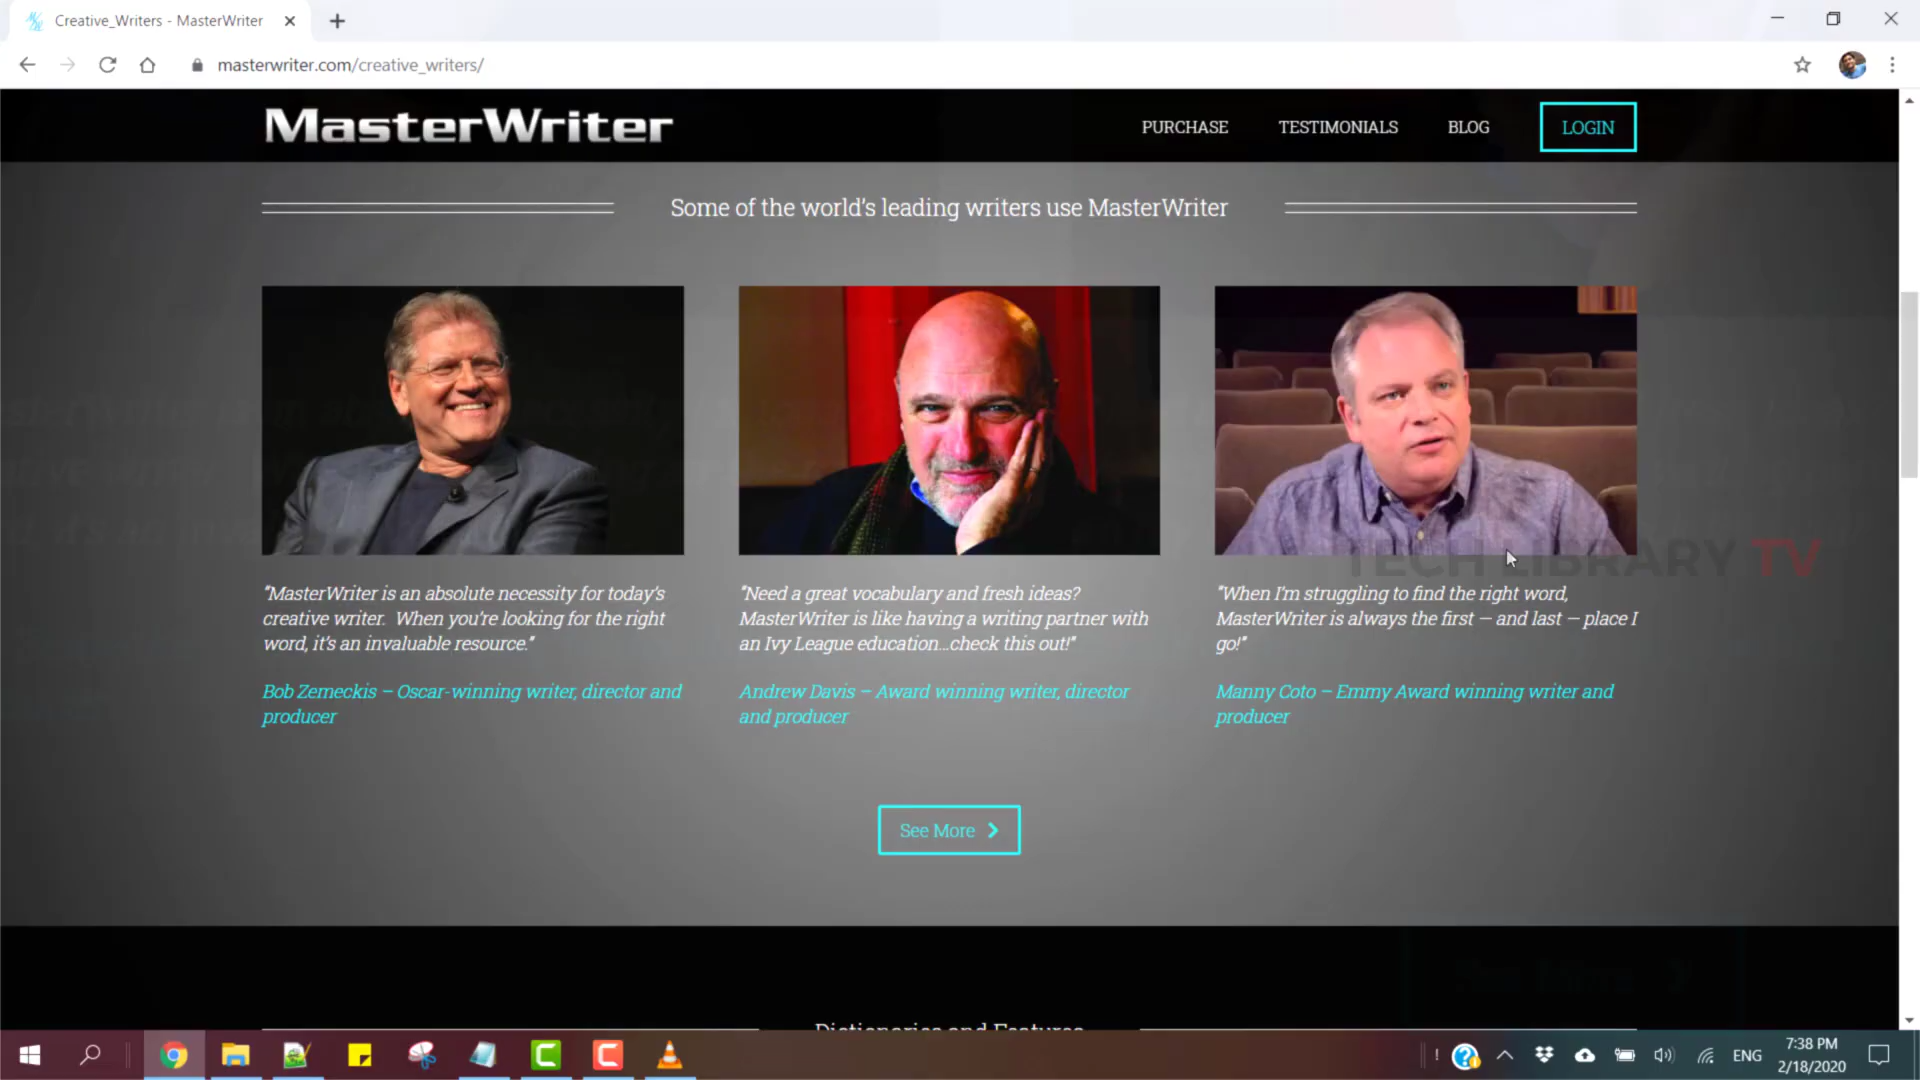 Creative_Writers - MasterWriter
masterwriter.com/creative_writers/
MasterWriter
PURCHASE
TESTIMONIALS
BLOG
LOGIN
Some of the world's leading writers use MasterWriter
"MasterWriter is an absolute necessity for today's
creative writer. When you're looking for the right
word, it's an invaluable resource."
Bob Zemeckis – Oscar-winning writer, director and
producer
"Need a great vocabulary and fresh ideas?
MasterWriter is like having a writing partner with
an Ivy League education...check this out!"
Andrew Davis – Award winning writer, director
and producer
"When I'm struggling to find the right word,
MasterWriter is always the first — and last — place I
go!"
Manny Coto – Emmy Award winning writer and
producer
TECH LIBRARY TV
See More
Dictionaries and Features
ENG
7:38 PM
2/18/2020